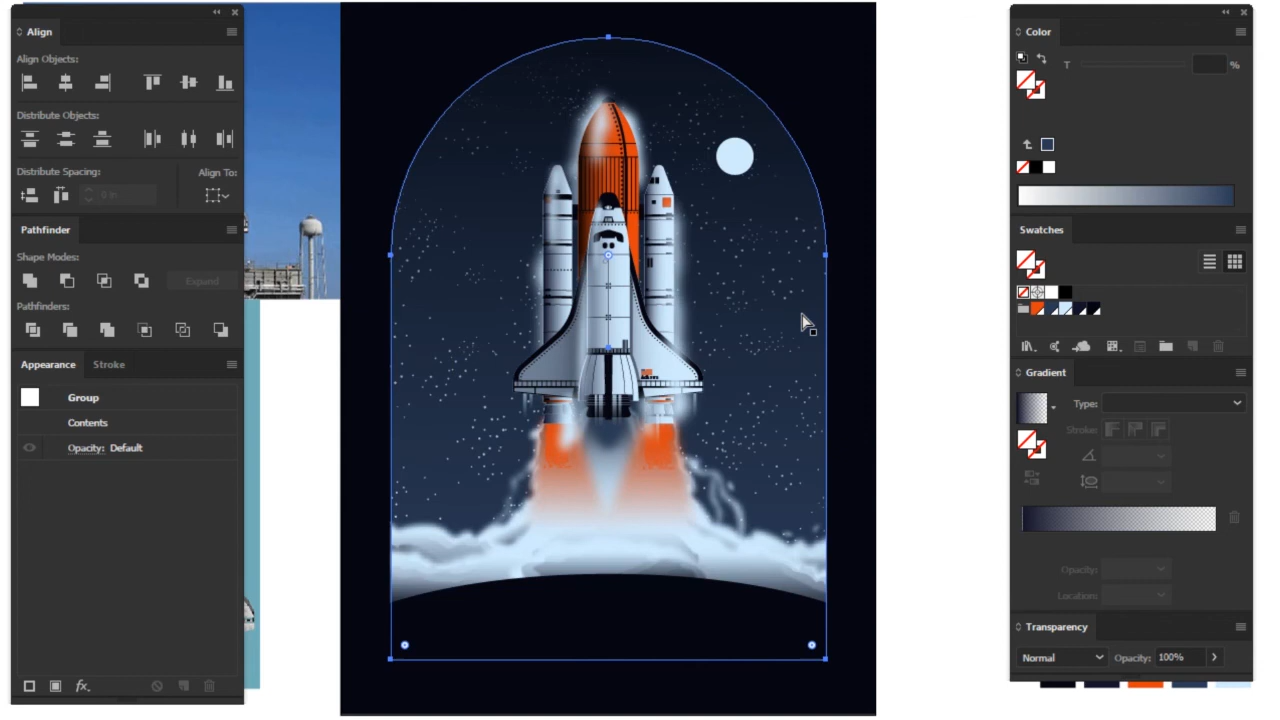 Align
Align Objects:
Distribute Objects:
Distribute Spacing:
Align To:
0 in
Pathfinder
Shape Modes:
Expand
Pathfinders:
Appearance
Stroke
Group
Contents
Opacity: Default
fx.
Color
T
%
Swatches
Gradient
Type:
Stroke:
Opacity:
Location:
Transparency
Normal
Opacity:
100%